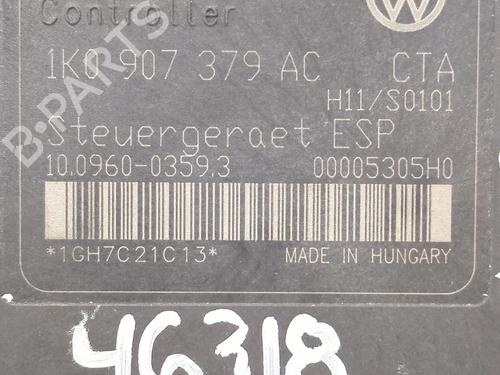 Controller
1K0 907 379 AC CTA
H11/S0101
Steuergeraet ESP
10.0960-0359.3 00005305H0
*1GH7C21C13* MADE IN HUNGARY
46318
B-PARTS